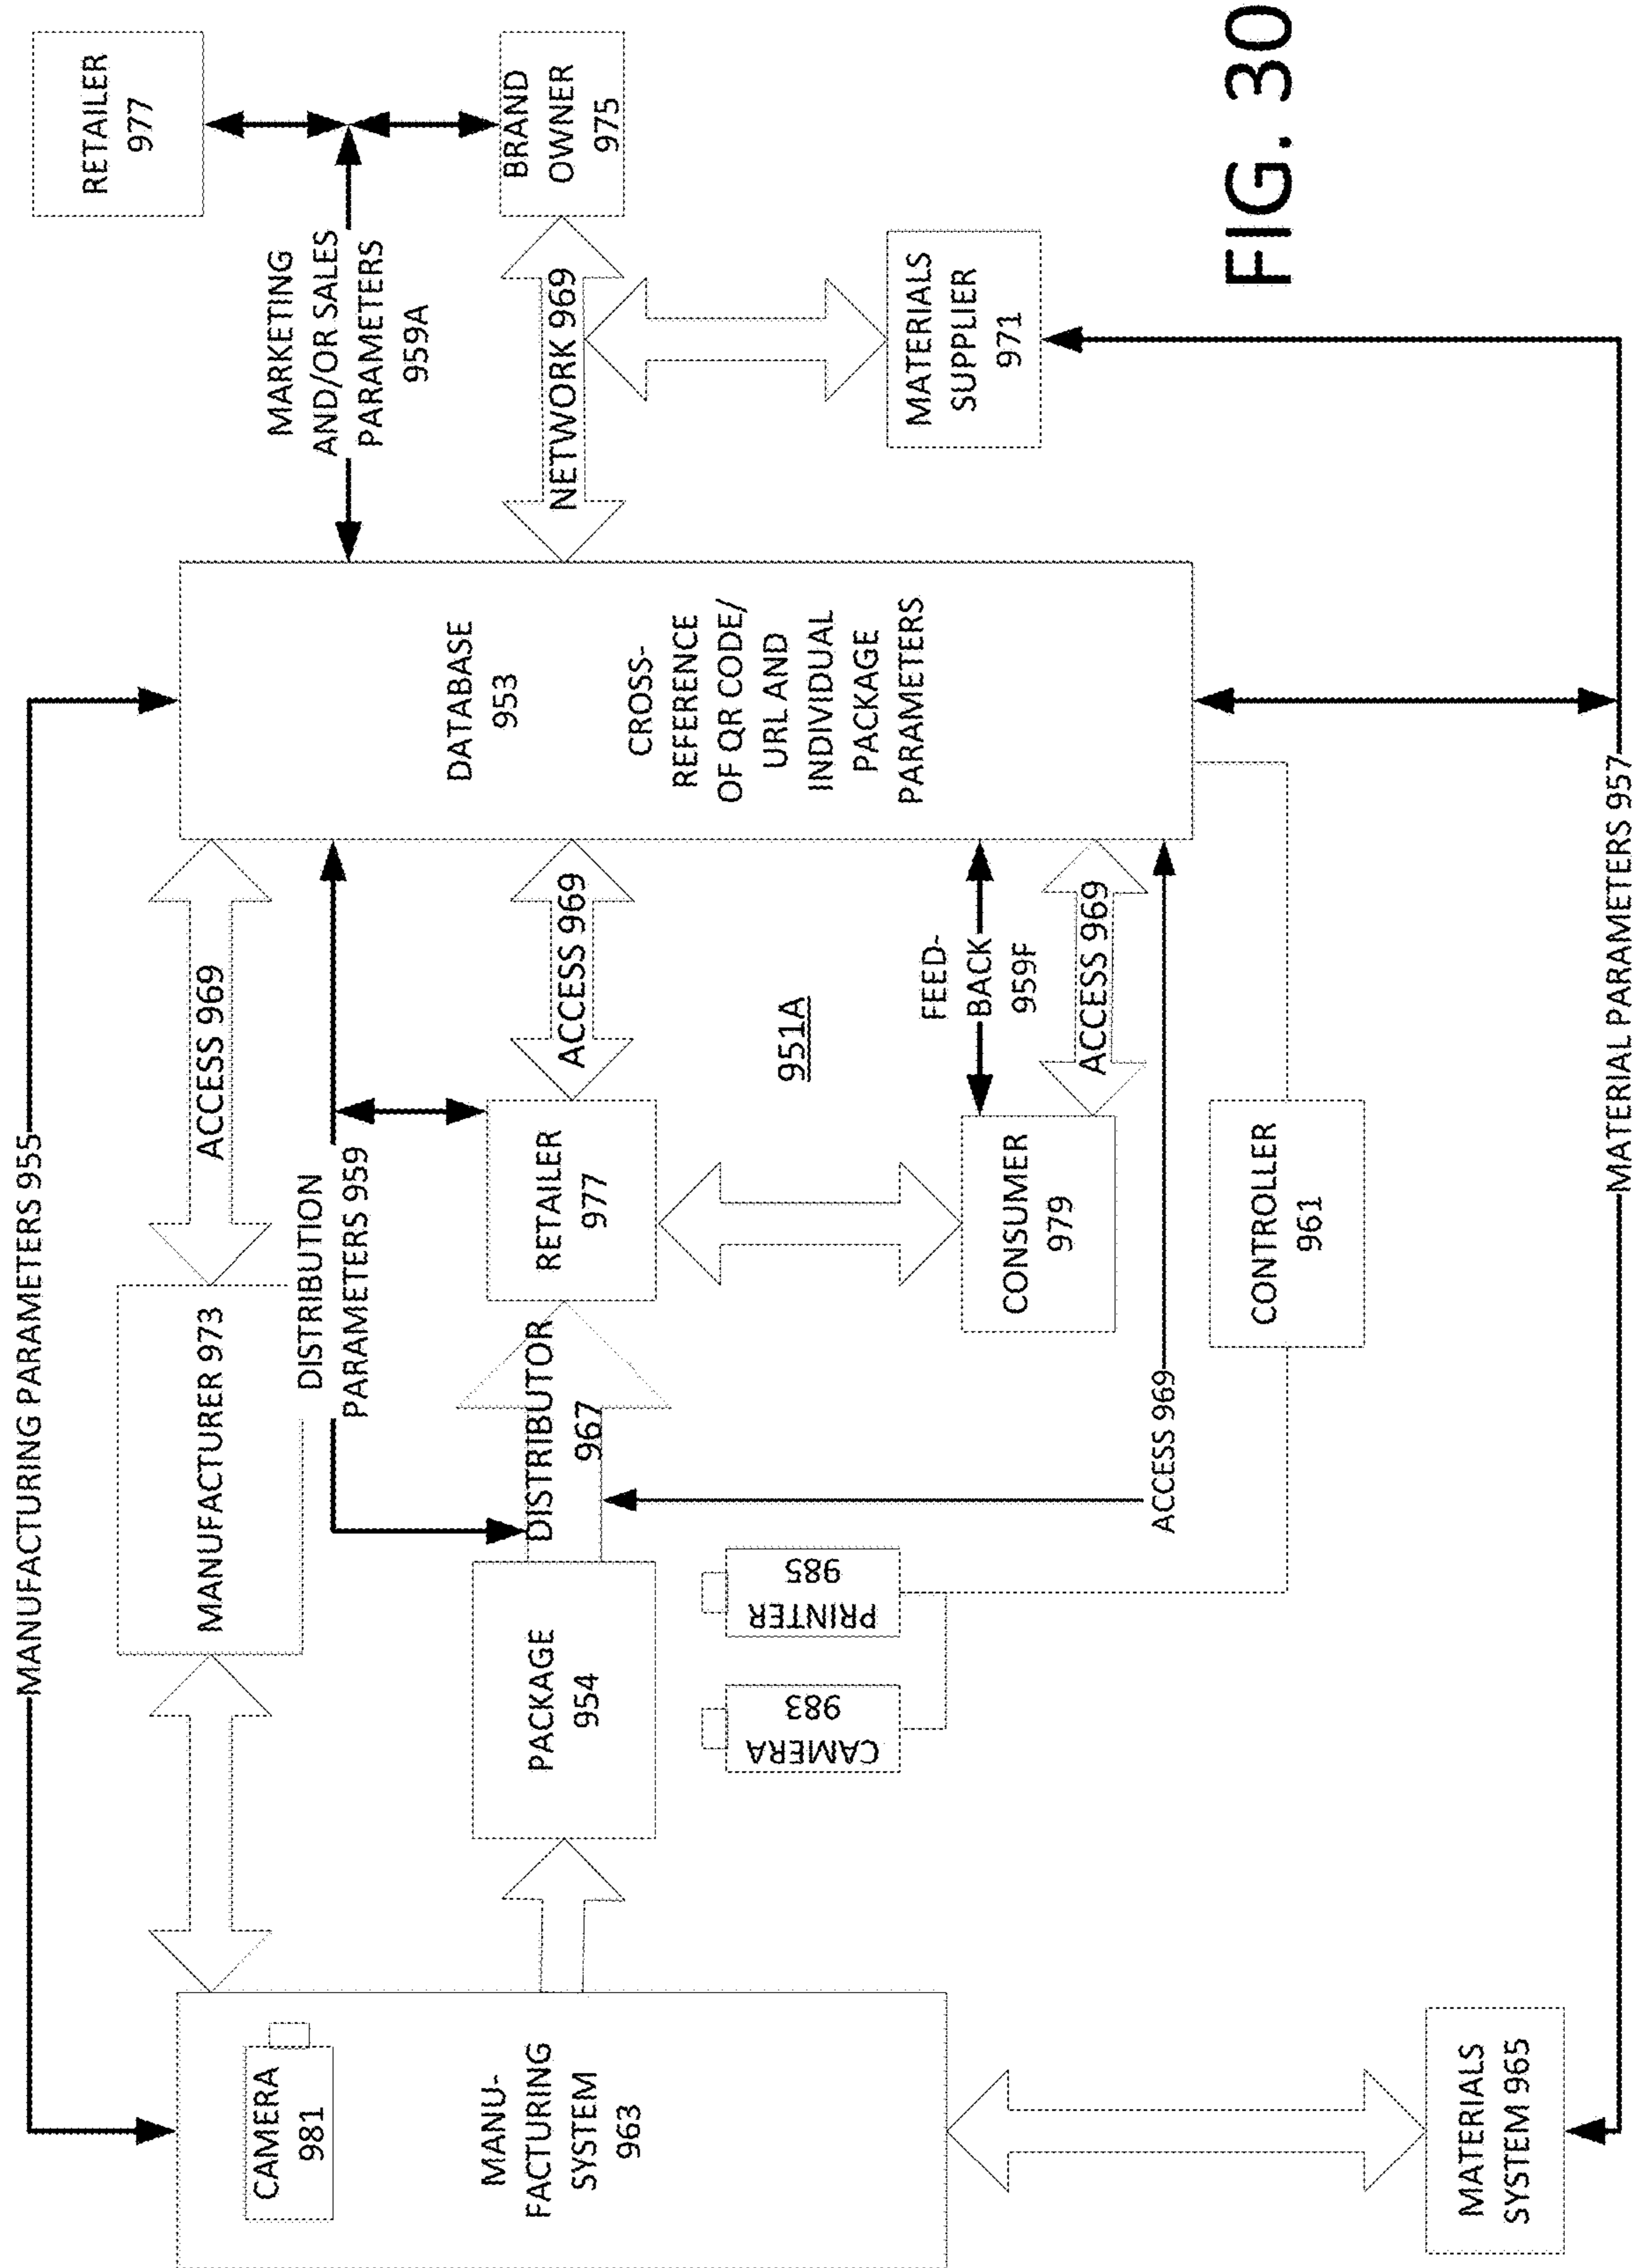 MANUFACTURING PARAMETERS 955
MANUFACTURER 973
ACCESS 969
RETAILER
977
CAMERA
981
MANU-
FACTURING
SYSTEM
963
DISTRIBUTION
PARAMETERS 959
MARKETING
AND/OR SALES
PARAMETERS
959A
DATABASE
953
CROSS-
REFERENCE
OF QR CODE/
URL AND
INDIVIDUAL
PACKAGE
PARAMETERS
PACKAGE
954
DISTRIBUTOR
967
RETAILER
977
ACCESS 969
NETWORK 969
BRAND
OWNER
975
951A
CAMERA
983
PRINTER
985
FEED-
BACK
959F
MATERIALS
SUPPLIER
971
CONSUMER
979
ACCESS 969
ACCESS 969
CONTROLLER
961
MATERIALS
SYSTEM 965
MATERIAL PARAMETERS 957
FIG. 30